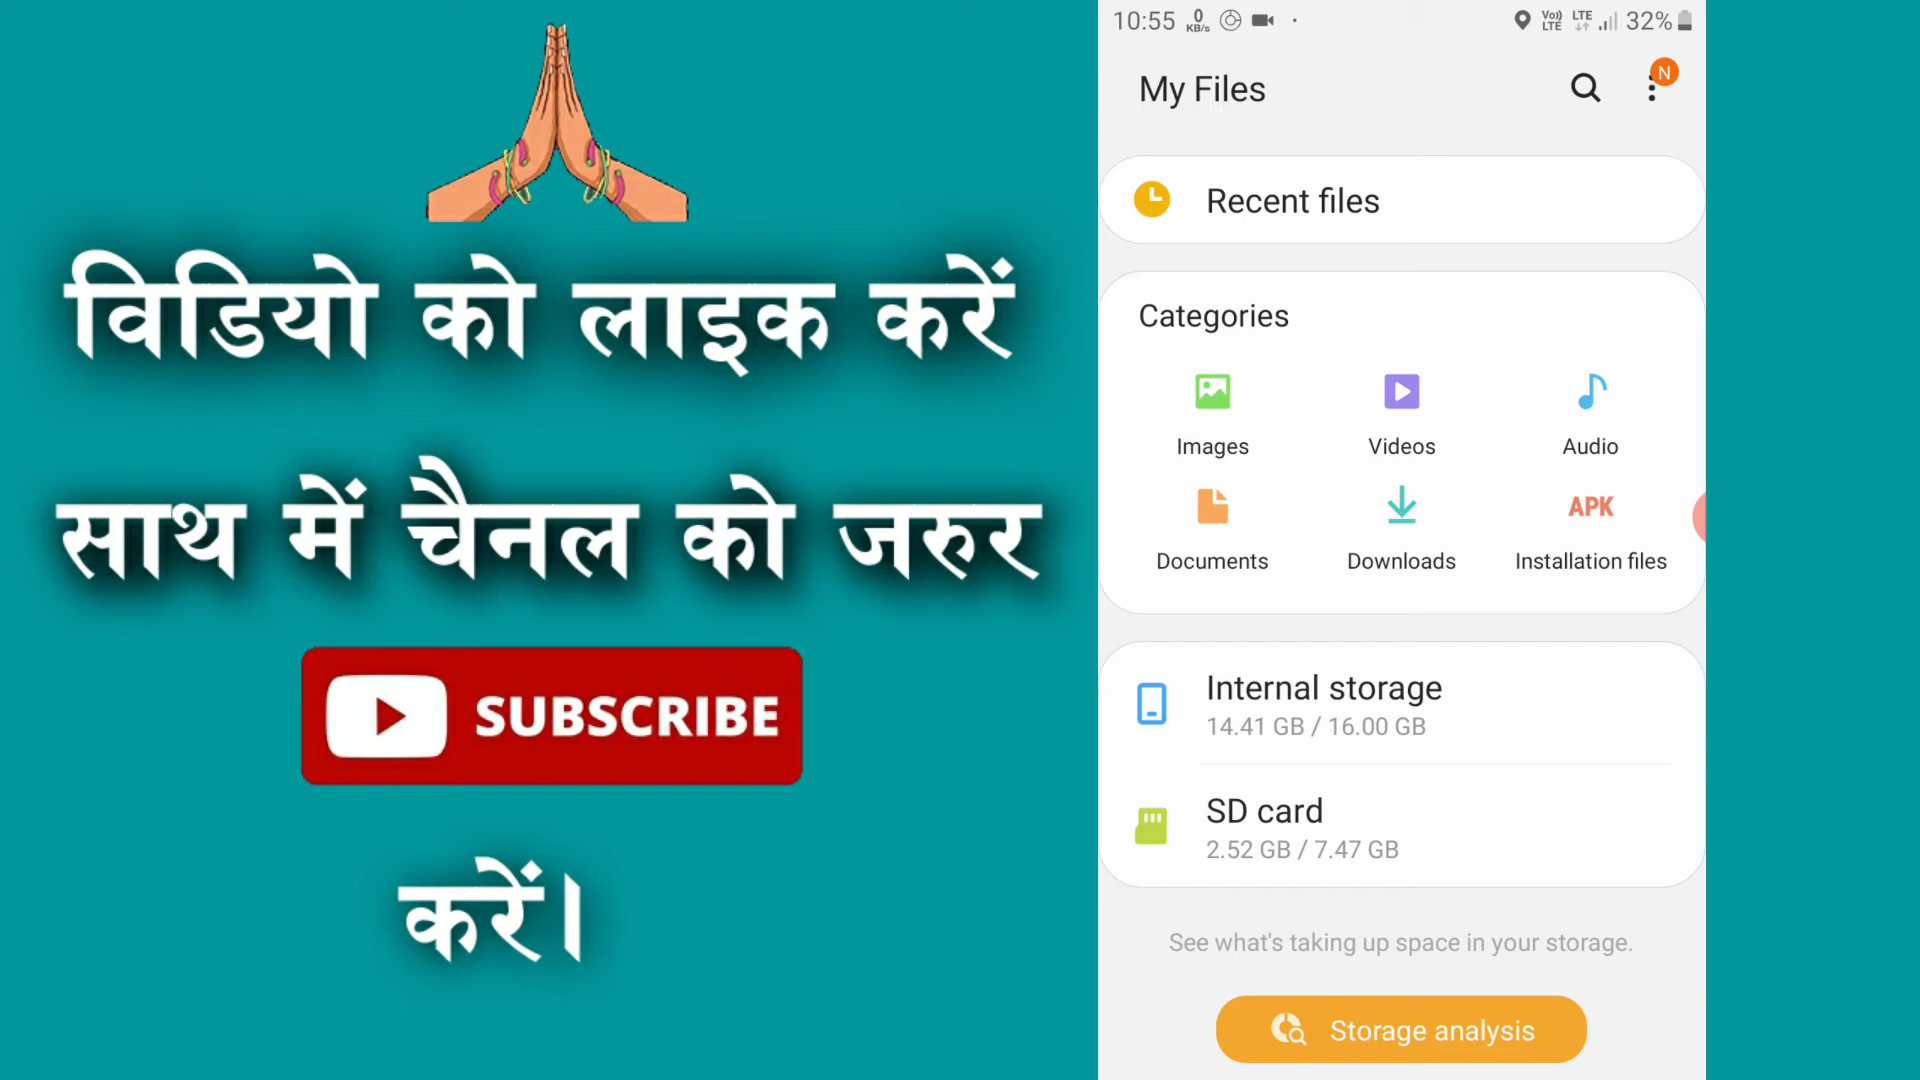 विडियो को लाइक करें
साथ में चैनल को जरुर
SUBSCRIBE
करें।
10:55 0 KB/s Vo)) LTE LTE 32%
My Files
N
Recent files
Categories
Images Videos Audio
APK
Documents Downloads Installation files
Internal storage
14.41 GB / 16.00 GB
SD card
2.52 GB / 7.47 GB
See what's taking up space in your storage.
Storage analysis